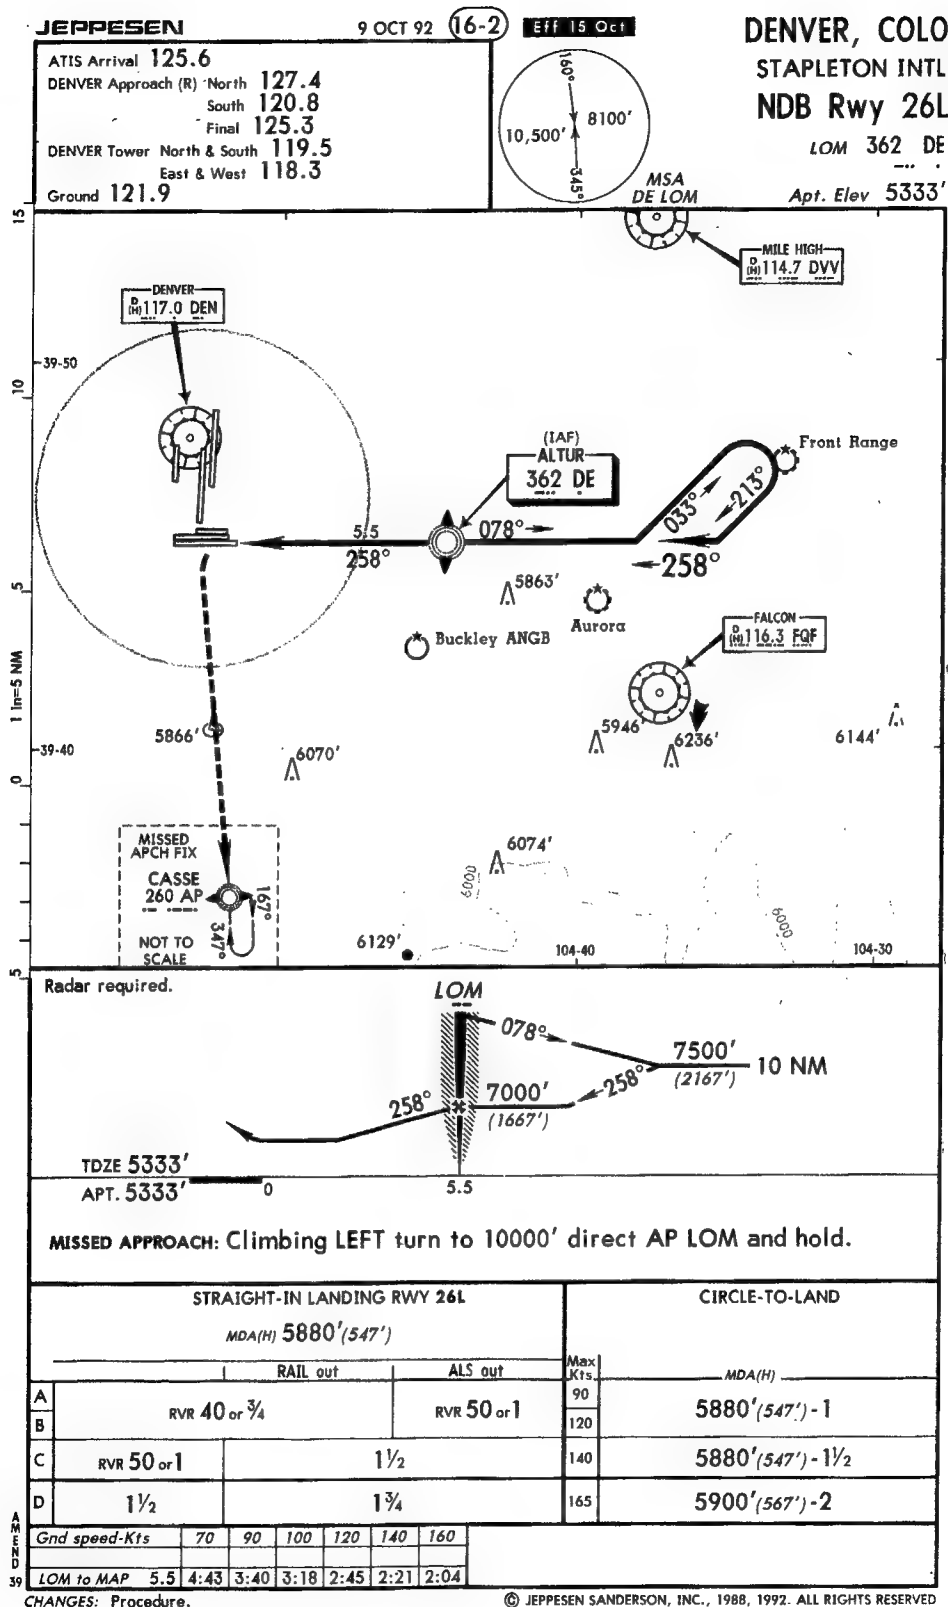 JEPPESEN
9 OCT 92 16-2 Eff 15 Oct
DENVER, COLO
STAPLETON INTL
NDB Rwy 26L
LOM 362 DE
Apt. Elev 5333'
ATIS Arrival 125.6
DENVER Approach (R) North 127.4
South 120.8
Final 125.3
DENVER Tower North & South 119.5
East & West 118.3
Ground 121.9
160°
10,500' 8100'
345°
MSA
DE LOM
MILE HIGH
D
(H) 114.7 DVV
DENVER
D
(H) 117.0 DEN
15
39-50
10
(IAF)
ALTUR
362 DE
Front Range
033°
213°
5.5
258°
078°
258°
5863'
Aurora
Buckley ANGB
5
FALCON
D
(H) 116.3 FQF
1 In=5 NM
5866'
39-40
6070'
5946'
6236'
6144'
0
MISSED
APCH FIX
CASSE
260 AP
167°
347°
NOT TO
SCALE
6074'
6000
6000
6129'
104-40
104-30
5
Radar required.
LOM
078°
7500'
(2167')
10 NM
258°
7000'
(1667')
258°
TDZE 5333'
APT. 5333'
0
5.5
MISSED APPROACH: Climbing LEFT turn to 10000' direct AP LOM and hold.
STRAIGHT-IN LANDING RWY 26L
CIRCLE-TO-LAND
MDA(H) 5880'(547')
RAIL out
ALS out
Max
Kts
MDA(H)
A
B
RVR 40 or ¾
RVR 50 or 1
90
120
5880'(547')-1
C
RVR 50 or 1
1½
140
5880'(547')-1½
D
1½
1¾
165
5900'(567')-2
Gnd speed-Kts 70 90 100 120 140 160
LOM to MAP 5.5 4:43 3:40 3:18 2:45 2:21 2:04
AMEND
39
CHANGES: Procedure.
© JEPPESEN SANDERSON, INC., 1988, 1992. ALL RIGHTS RESERVED